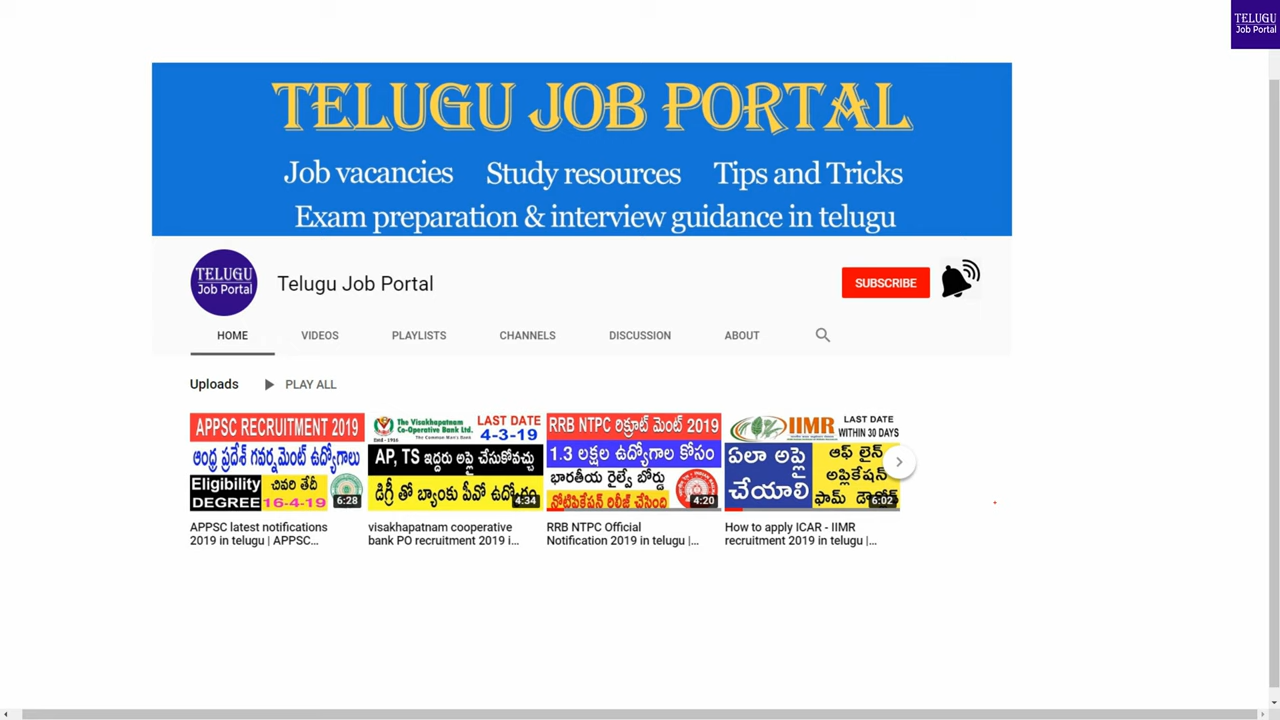 TELUGU
Job Portal
TELUGU JOB PORTAL
Job vacancies Study resources Tips and Tricks
Exam preparation & interview guidance in telugu
TELUGU
Job Portal
Telugu Job Portal
SUBSCRIBE
HOME VIDEOS PLAYLISTS CHANNELS DISCUSSION ABOUT
Uploads PLAY ALL
APPSC RECRUITMENT 2019
ఆంధ్ర ప్రదేశ్ గవర్నమెంట్ ఉద్యోగాలు
Eligibility
DEGREE
చివరి తేదీ
16-4-19
6:28
APPSC latest notifications
2019 in telugu | APPSC...
The Visakhapatnam
Co-Operative Bank Ltd.
Estd - 1916
The Common Man's Bank
LAST DATE
4-3-19
AP, TS ఇద్దరు అప్లై చేసుకోవచ్చు
డిగ్రీ తో బ్యాంకు పీవో
4:34
visakhapatnam cooperative
bank PO recruitment 2019 i...
RRB NTPC రిక్రూట్ మెంట్ 2019
1.3 లక్షల ఉద్యోగాల కోసం
భారతీయ రైల్వే బోర్డు
నోటిఫికేషన్ రిలీజ్ చేసింది
4:20
RRB NTPC Official
Notification 2019 in telugu |...
IIMR
LAST DATE
WITHIN 30 DAYS
ఏలా అప్లై
చేయాలి
ఆఫ్ లైన్
అప్లికేషన్
ఫామ్
6:02
How to apply ICAR - IIMR
recruitment 2019 in telugu |...